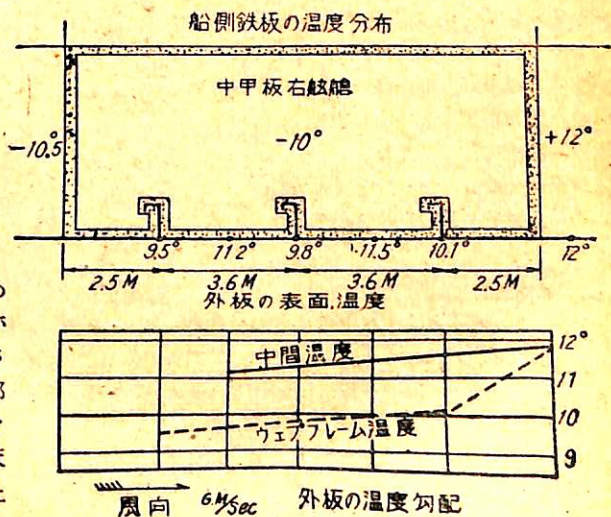 船側鉄板の温度分布
中甲板右舷艙
-10.5
-10°
+12°
9.5° 11.2° 9.8° 11.5° 10.1° 12°
2.5M 3.6M 3.6M 2.5M
外板の表面温度
12°
中間温度
11
10
ウェブフレーム温度
9
風向 6M/Sec 外板の温度勾配